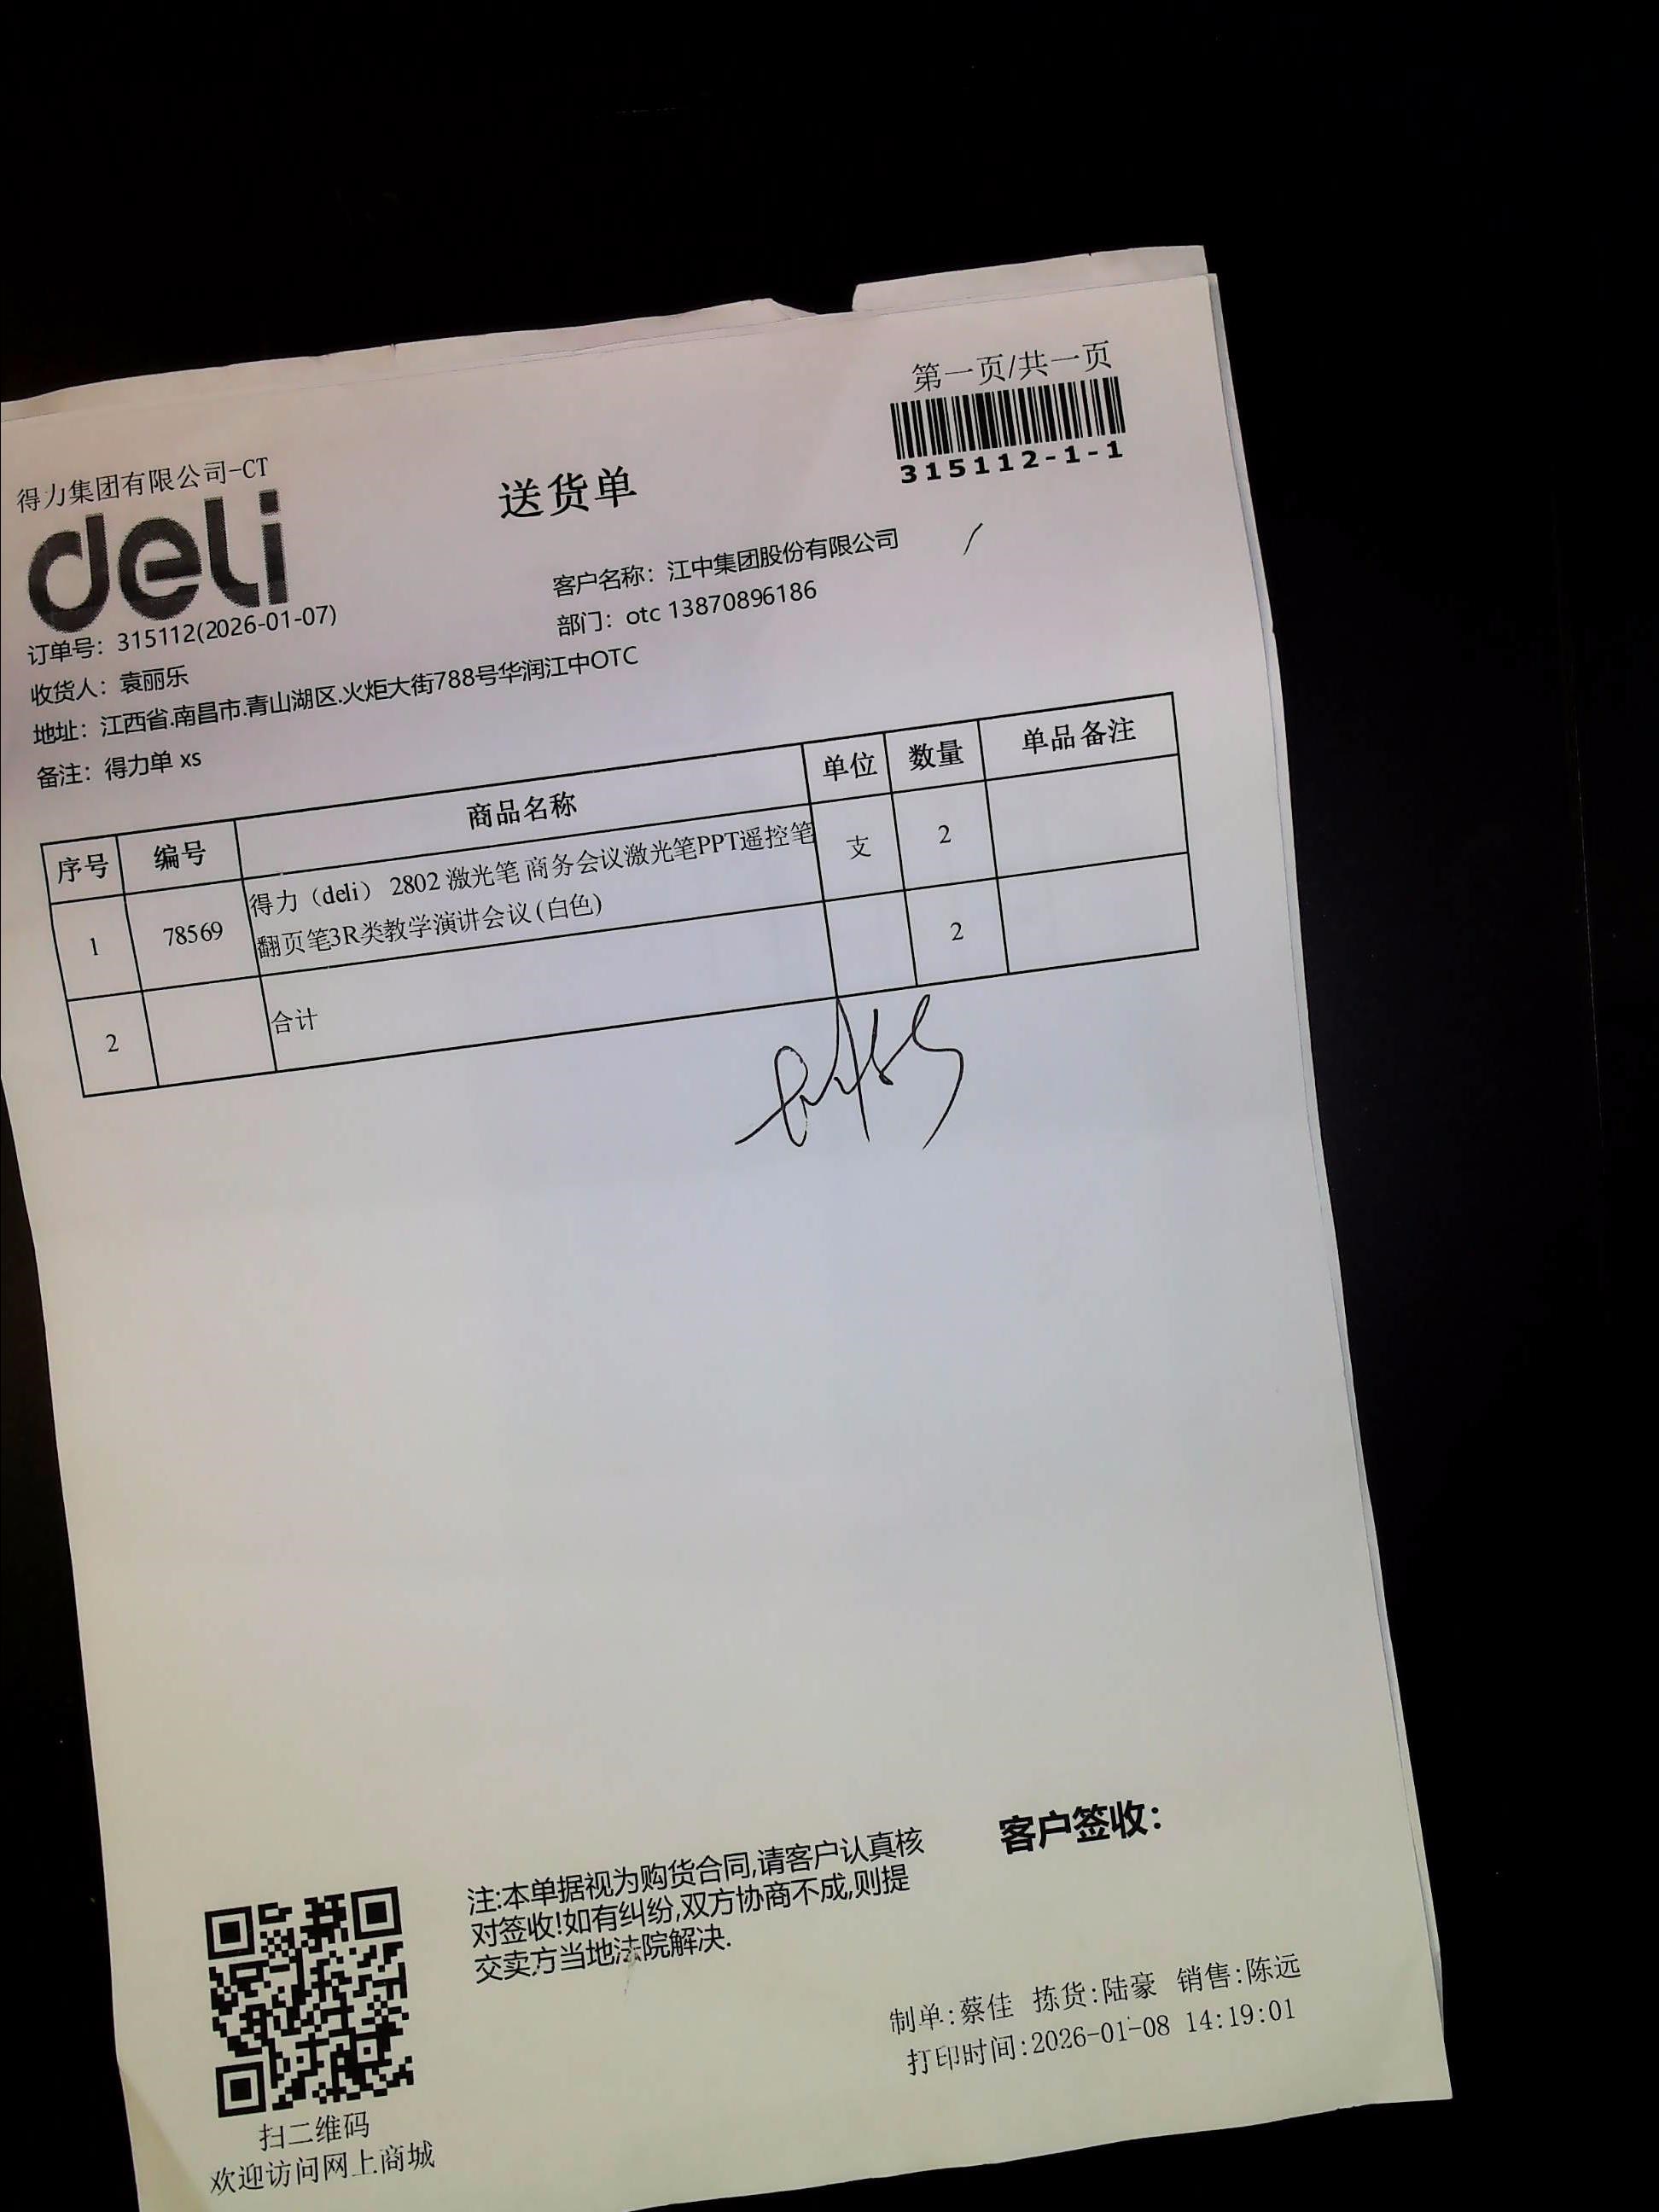 第一页/共一页
315112-1-1
得力集团有限公司-CT
deli
送货单
客户名称：江中集团股份有限公司
部门：otc 13870896186
订单号：315112(2026-01-07)
收货人：袁丽乐
地址：江西省.南昌市.青山湖区.火炬大街788号华润江中OTC
备注：得力单 xs
序号 编号 商品名称 单位 数量 单品备注
1 78569 得力（deli） 2802 激光笔 商务会议激光笔PPT遥控笔 支 2
翻页笔3R类教学演讲会议(白色)
2 合计 2
客户签收：
注:本单据视为购货合同,请客户认真核
对签收!如有纠纷,双方协商不成,则提
交卖方当地法院解决.
制单:蔡佳 拣货:陆豪 销售:陈远
打印时间:2026-01-08 14:19:01
扫二维码
欢迎访问网上商城